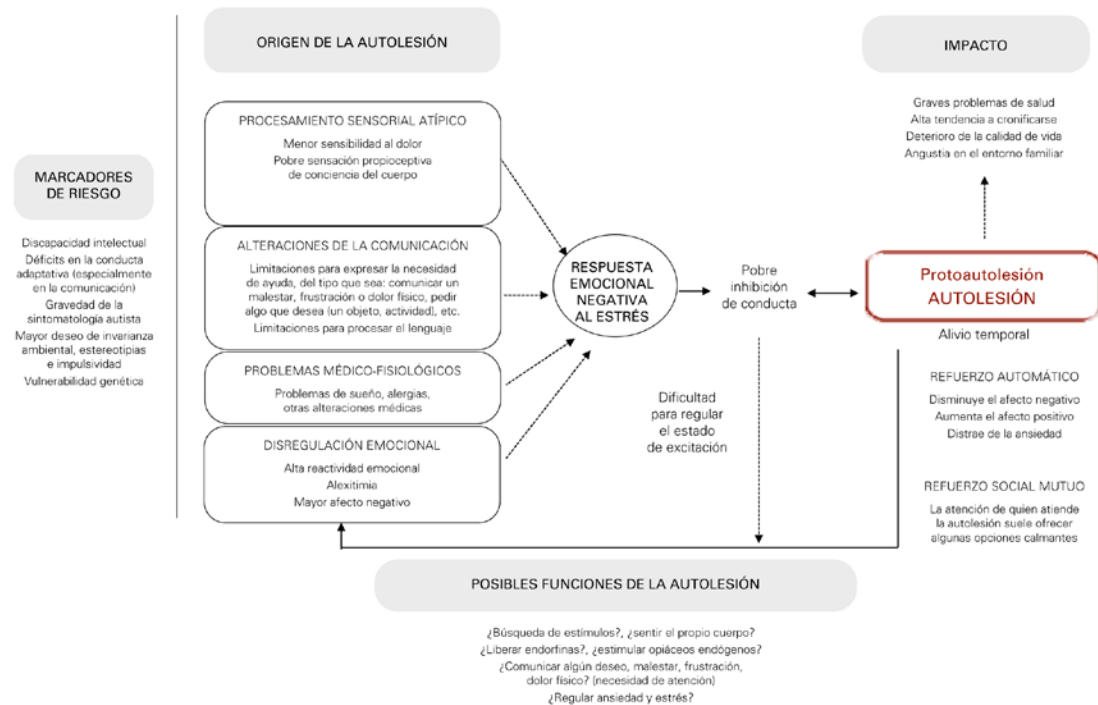 MARCADORES
DE RIESGO
Discapacidad intelectual
Déficits en la conducta
adaptativa (especialmente
en la comunicación)
Gravedad de la
sintomatología autista
Mayor deseo de invarianza
ambiental, estereotipias
e impulsividad
Vulnerabilidad genética
ORIGEN DE LA AUTOLESIÓN
PROCESAMIENTO SENSORIAL ATÍPICO
Menor sensibilidad al dolor
Pobre sensación propioceptiva
de conciencia del cuerpo
ALTERACIONES DE LA COMUNICACIÓN
Limitaciones para expresar la necesidad
de ayuda, del tipo que sea: comunicar un
malestar, frustración o dolor físico, pedir
algo que desea (un objeto, actividad), etc.
Limitaciones para procesar el lenguaje
PROBLEMAS MÉDICO-FISIOLÓGICOS
Problemas de sueño, alergias,
otras alteraciones médicas
DISREGULACIÓN EMOCIONAL
Alta reactividad emocional
Alexitimia
Mayor afecto negativo
RESPUESTA
EMOCIONAL
NEGATIVA
AL ESTRÉS
Pobre
inhibición
de conducta
Dificultad
para regular
el estado
de excitación
IMPACTO
Graves problemas de salud
Alta tendencia a cronificarse
Deterioro de la calidad de vida
Angustia en el entorno familiar
Protoautolesión
AUTOLESIÓN
Alivio temporal
REFUERZO AUTOMÁTICO
Disminuye el afecto negativo
Aumenta el afecto positivo
Distrae de la ansiedad
REFUERZO SOCIAL MUTUO
La atención de quien atiende
la autolesión suele ofrecer
algunas opciones calmantes
POSIBLES FUNCIONES DE LA AUTOLESIÓN
¿Búsqueda de estímulos?, ¿sentir el propio cuerpo?
¿Liberar endorfinas?, ¿estimular opiáceos endógenos?
¿Comunicar algún deseo, malestar, frustración,
dolor físico? (necesidad de atención)
¿Regular ansiedad y estrés?